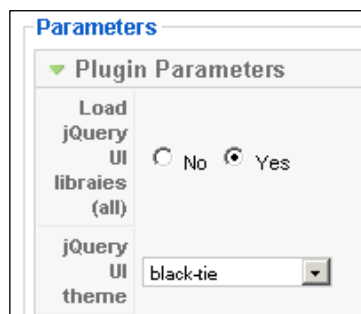 Parameters
Plugin Parameters
Load
jQuery
UI
libraies
(all)
No Yes
jQuery
UI
theme
black-tie